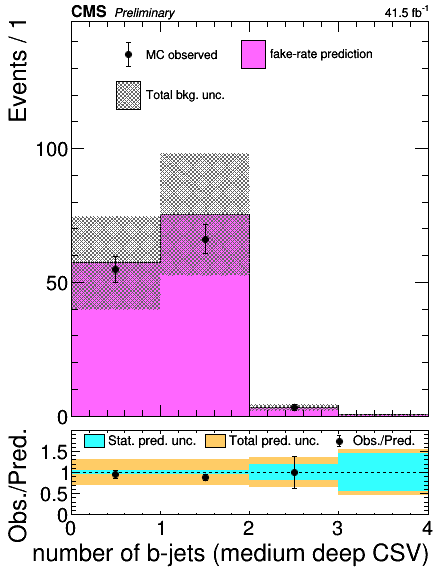 CMS Preliminary 41.5 fb⁻¹
MC observed fake-rate prediction
Total bkg. unc.
Events / 1
100
50
0
Stat. pred. unc. Total pred. unc. Obs./Pred.
Obs./Pred.
1.5
1
0.5
0
0 1 2 3 4
number of b-jets (medium deep CSV)